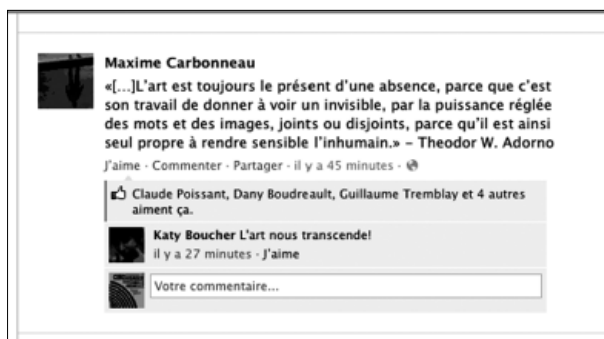 Maxime Carbonneau
«[...]L'art est toujours le présent d'une absence, parce que c'est
son travail de donner à voir un invisible, par la puissance réglée
des mots et des images, joints ou disjoints, parce qu'il est ainsi
seul propre à rendre sensible l'inhumain.» – Theodor W. Adorno
J'aime · Commenter · Partager · il y a 45 minutes ·
Claude Poissant, Dany Boudreault, Guillaume Tremblay et 4 autres
aiment ça.
Katy Boucher L'art nous transcende!
il y a 27 minutes · J'aime
Votre commentaire...